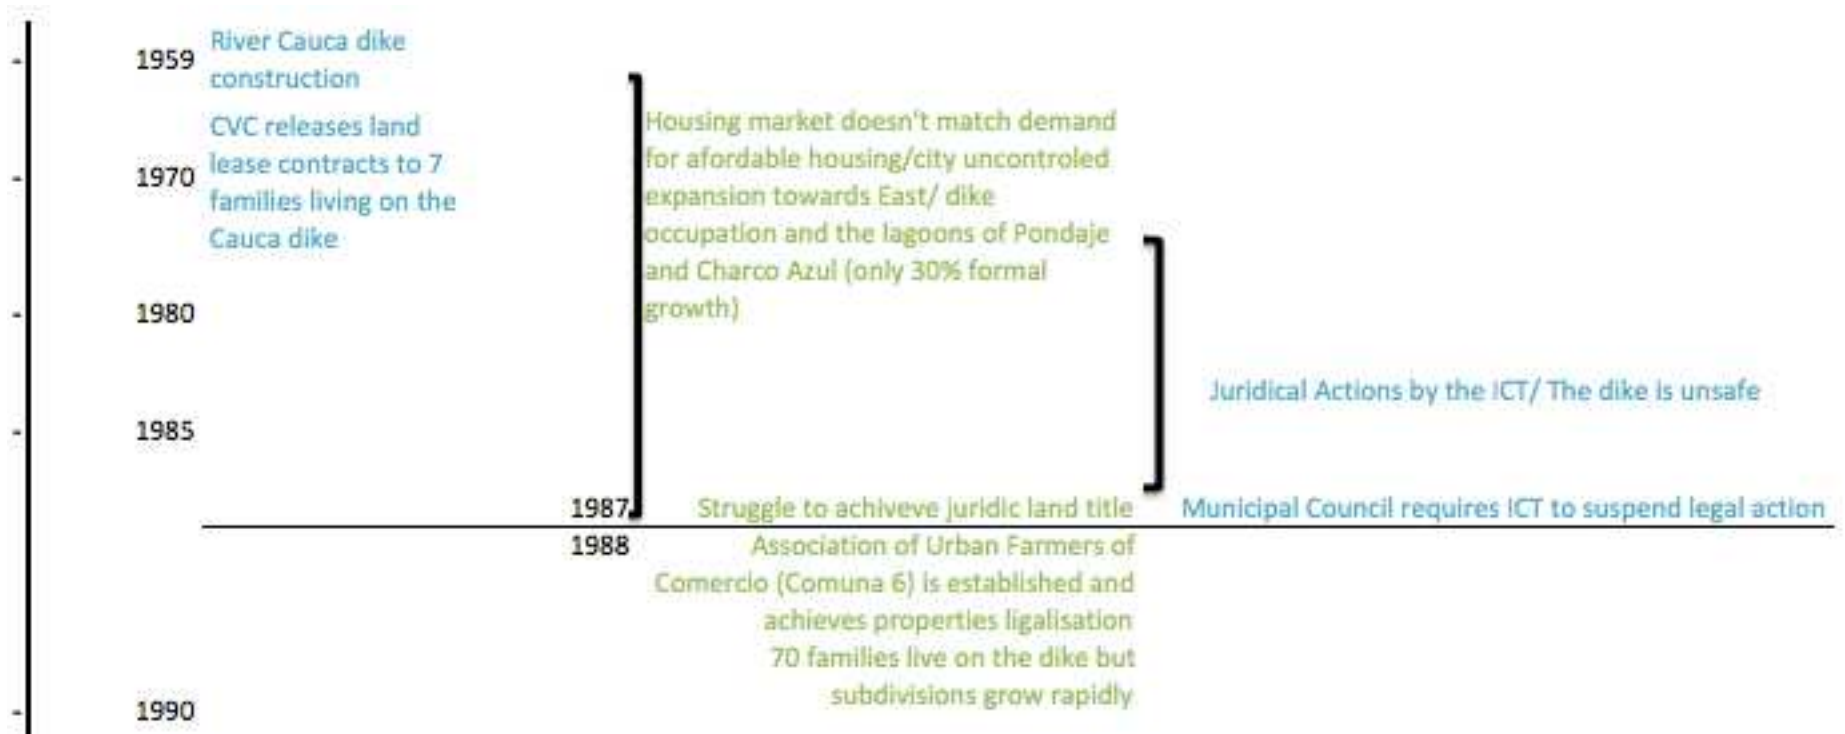 1959
River Cauca dike
construction
CVC releases land
lease contracts to 7
families living on the
Cauca dike
1970
Housing market doesn't match demand
for afordable housing/city uncontroled
expansion towards East/ dike
occupation and the lagoons of Pondaje
and Charco Azul (only 30% formal
growth)
1980
Juridical Actions by the ICT/ The dike is unsafe
1985
1987
Struggle to achiveve juridic land title
Municipal Council requires ICT to suspend legal action
1988
Association of Urban Farmers of
Comercio (Comuna 6) is established and
achieves properties ligalisation
70 families live on the dike but
subdivisions grow rapidly
1990